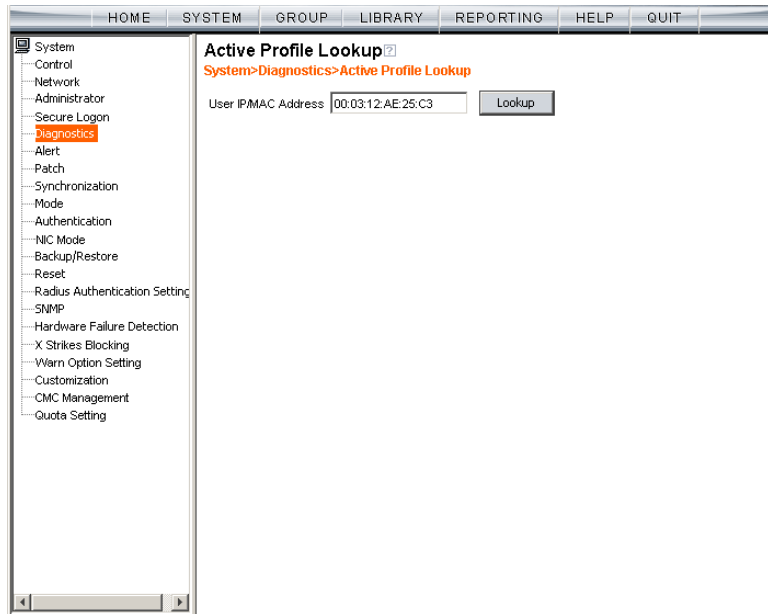 HOME SYSTEM GROUP LIBRARY REPORTING HELP QUIT
System
Control
Network
Administrator
Secure Logon
Diagnostics
Alert
Patch
Synchronization
Mode
Authentication
NIC Mode
Backup/Restore
Reset
Radius Authentication Setting
SNMP
Hardware Failure Detection
X Strikes Blocking
Warn Option Setting
Customization
CMC Management
Quota Setting
Active Profile Lookup ?
System>Diagnostics>Active Profile Lookup
User IP/MAC Address 00:03:12:AE:25:C3 Lookup